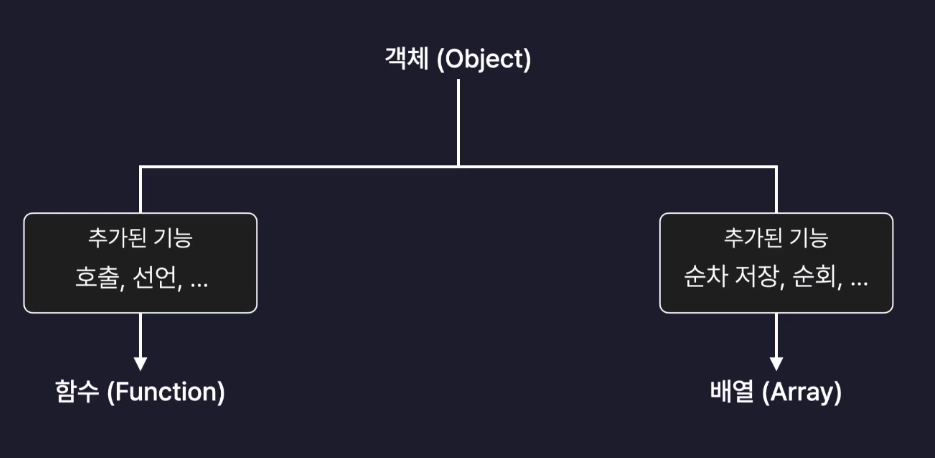 객체 (Object)
추가된 기능
호출, 선언, ...
함수 (Function)
추가된 기능
순차 저장, 순회, ...
배열 (Array)